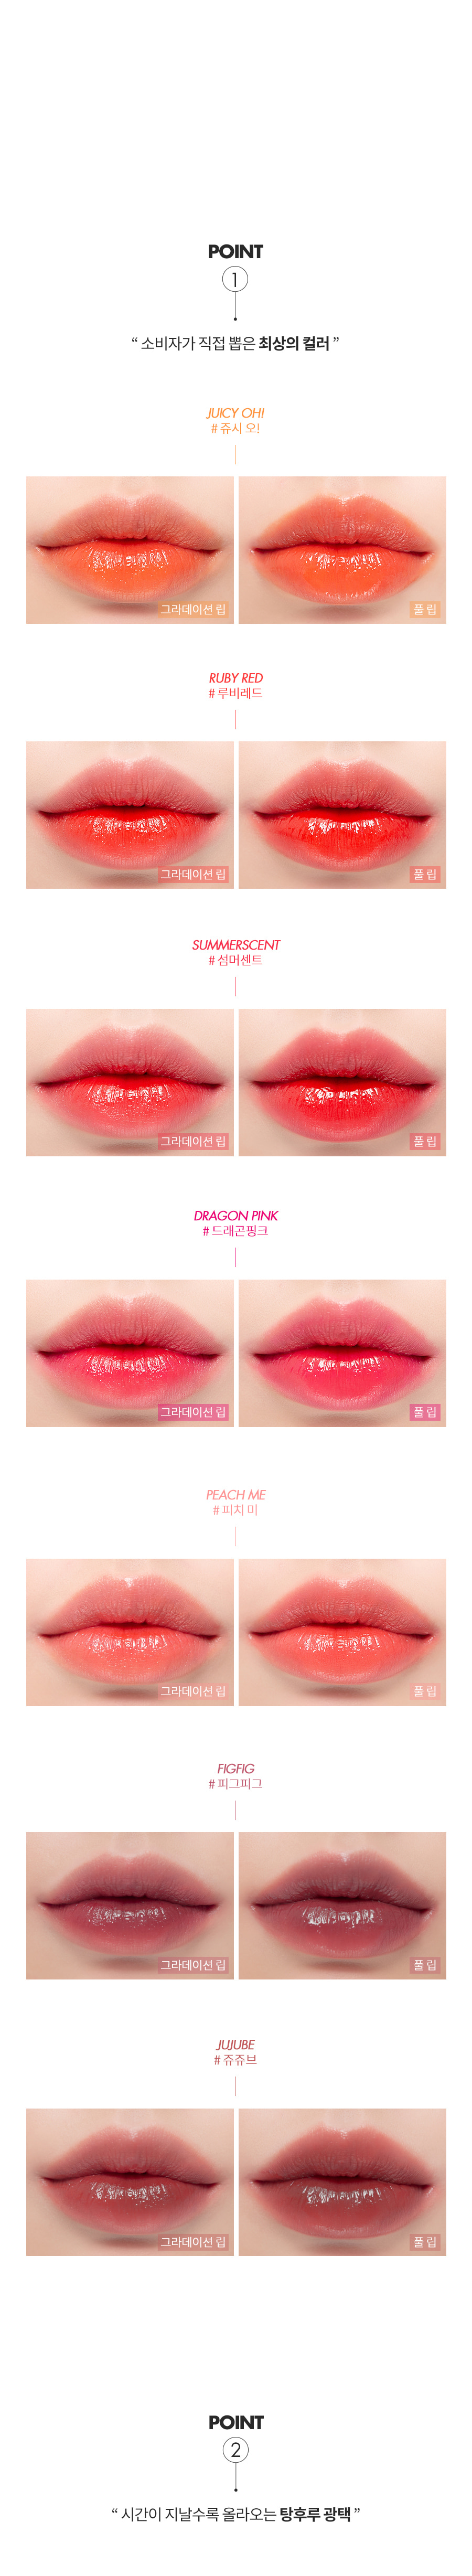 POINT
1
“ 소비자가 직접 뽑은 최상의 컬러 ”
JUICY OH!
# 쥬시 오!
그라데이션 립
풀 립
RUBY RED
# 루비레드
그라데이션 립
풀 립
SUMMERSCENT
# 섬머센트
그라데이션 립
풀 립
DRAGON PINK
# 드래곤핑크
그라데이션 립
풀 립
PEACH ME
# 피치 미
그라데이션 립
풀 립
FIGFIG
# 피그피그
그라데이션 립
풀 립
JUJUBE
# 쥬쥬브
그라데이션 립
풀 립
POINT
2
“ 시간이 지날수록 올라오는 탕후루 광택 ”